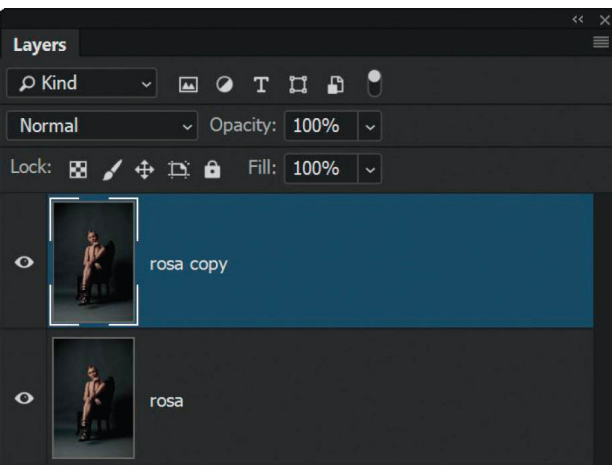 Layers
Kind
Normal Opacity: 100%
Lock: Fill: 100%
rosa copy
rosa